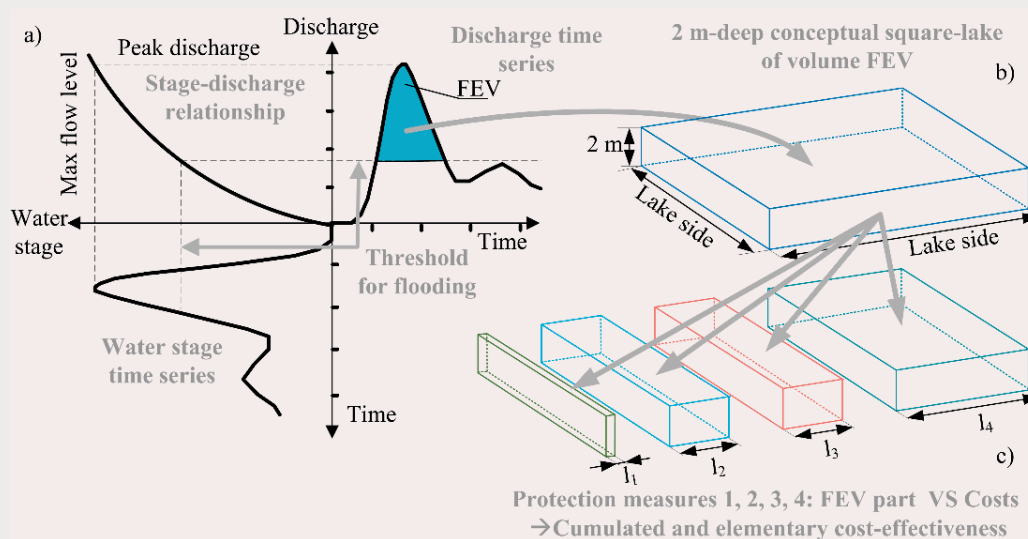 a)
Discharge
Peak discharge
Stage-discharge
relationship
Max flow level
Water
stage
Discharge time
series
FEV
Time
Threshold
for flooding
Water stage
time series
Time
2 m-deep conceptual square-lake
of volume FEV
b)
2 m
Lake side
Lake side
l1
l2
l3
l4
c)
Protection measures 1, 2, 3, 4: FEV part VS Costs
→Cumulated and elementary cost-effectiveness